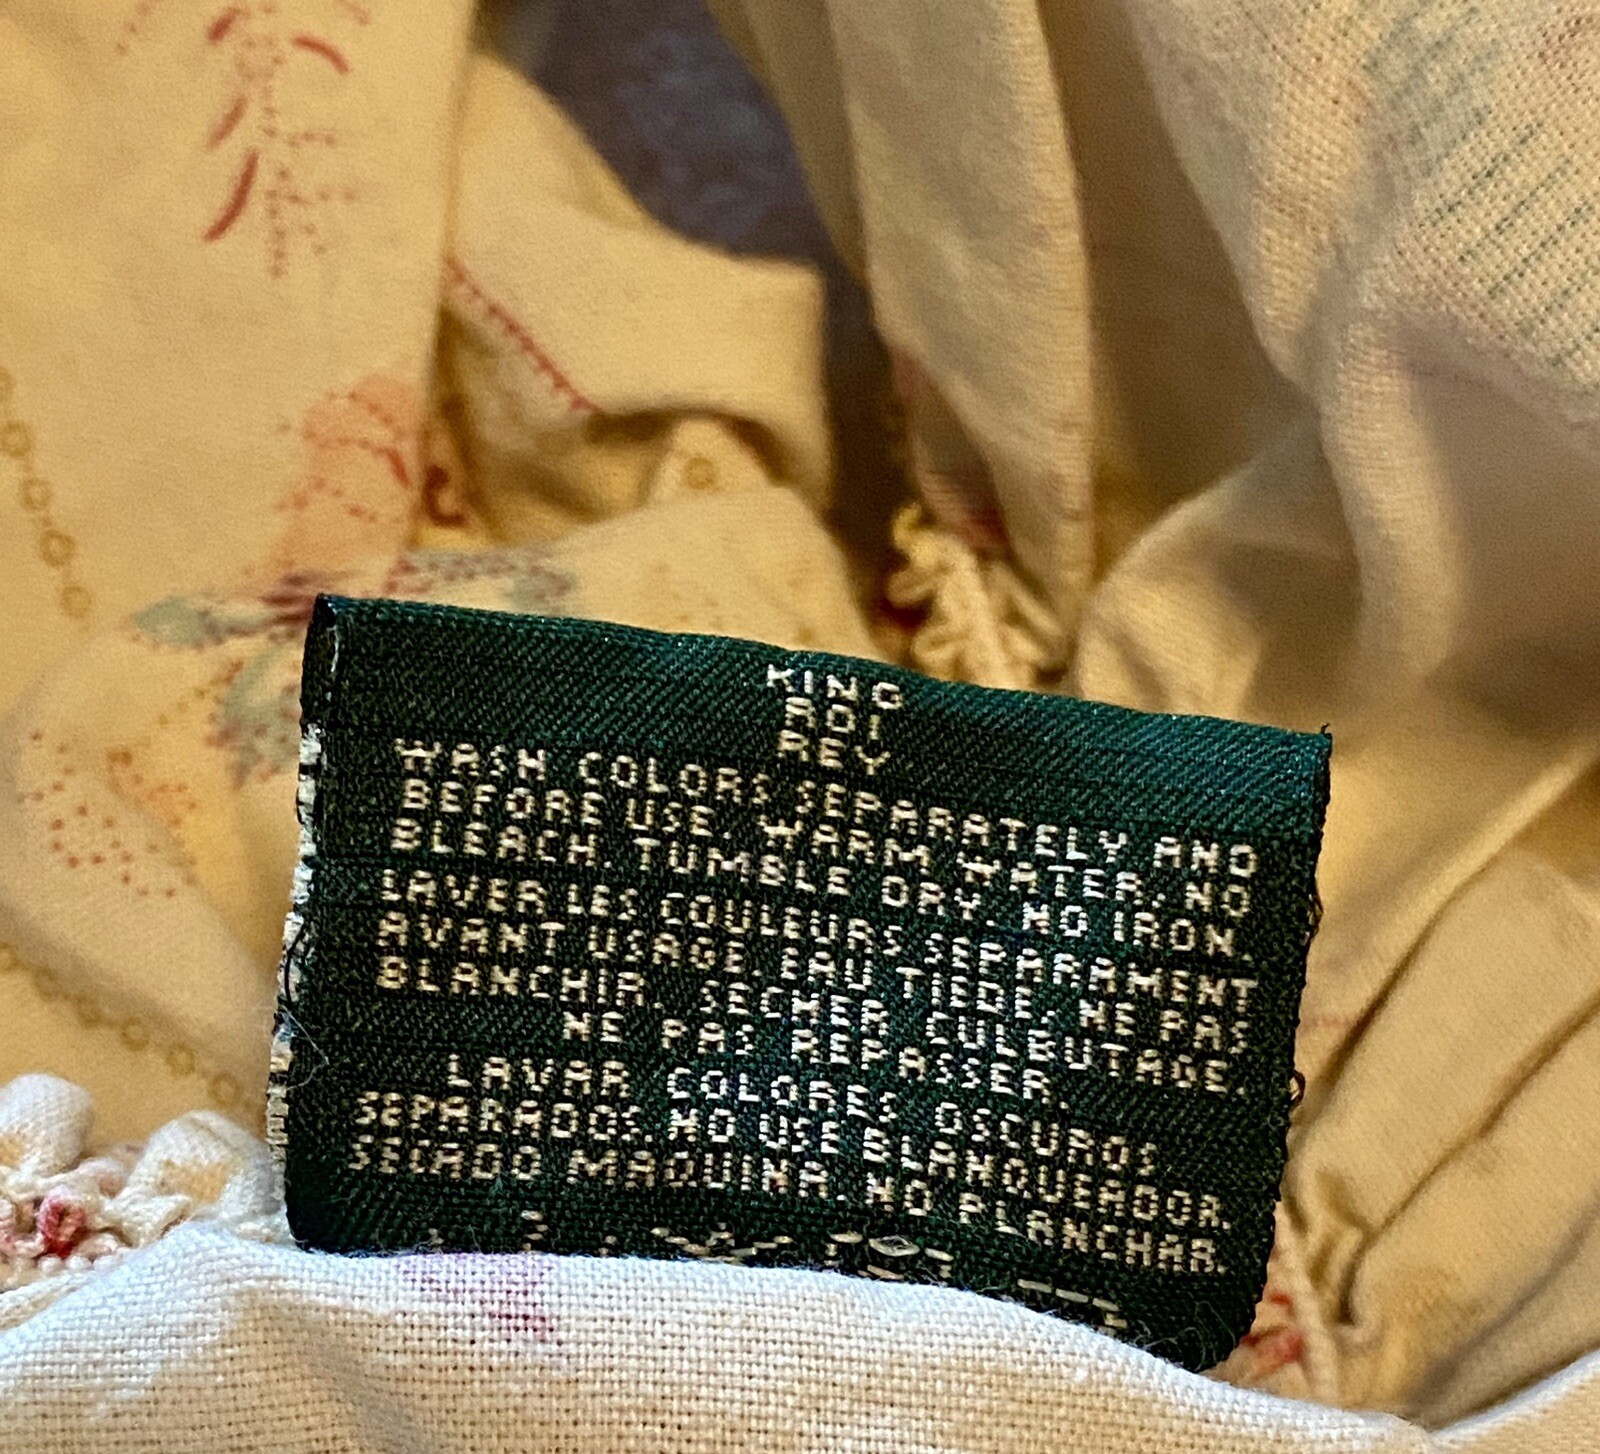 KING
ROI
REY
WASH COLORS SEPARATELY AND
BEFORE USE. WARM WATER. NO
BLEACH. TUMBLE DRY. NO IRON.
LAVER LES COULEURS SEPARAMENT
AVANT USAGE. EAU TIEDE. NE PAS
BLANCHIR. SECHER CULBUTAGE.
NE PAS REPASSER.
LAVAR COLORES OSCUROS
SEPARADOS. NO USE BLANQUEADOR.
SECADO MAQUINA. NO PLANCHAR.